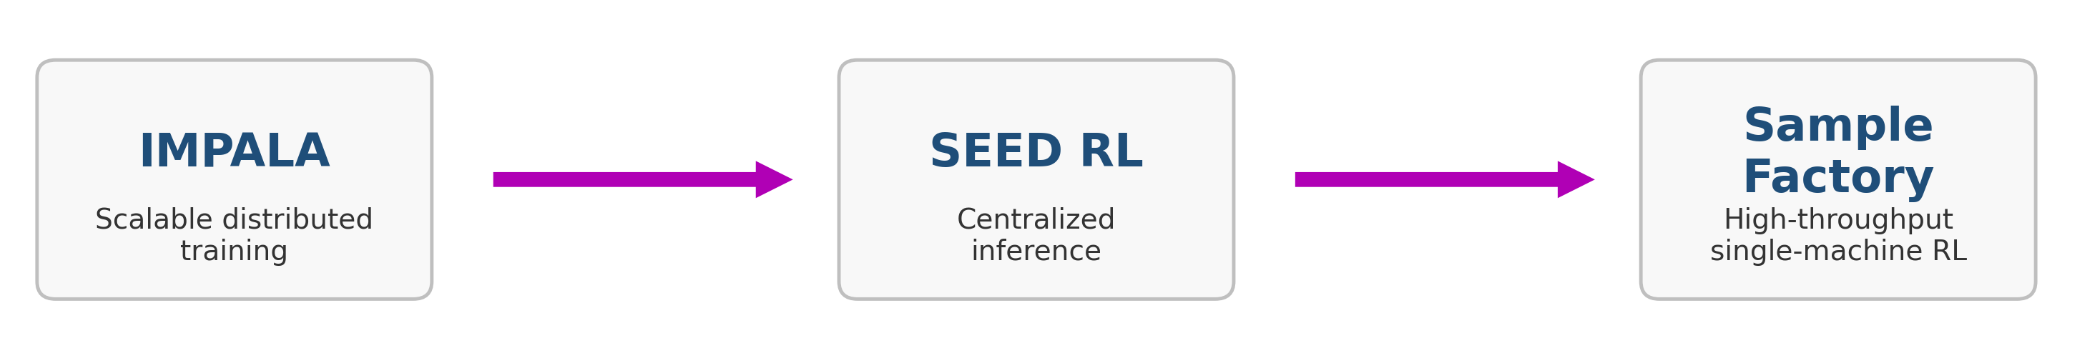 IMPALA
Scalable distributed
training
SEED RL
Centralized
inference
Sample
Factory
High-throughput
single-machine RL